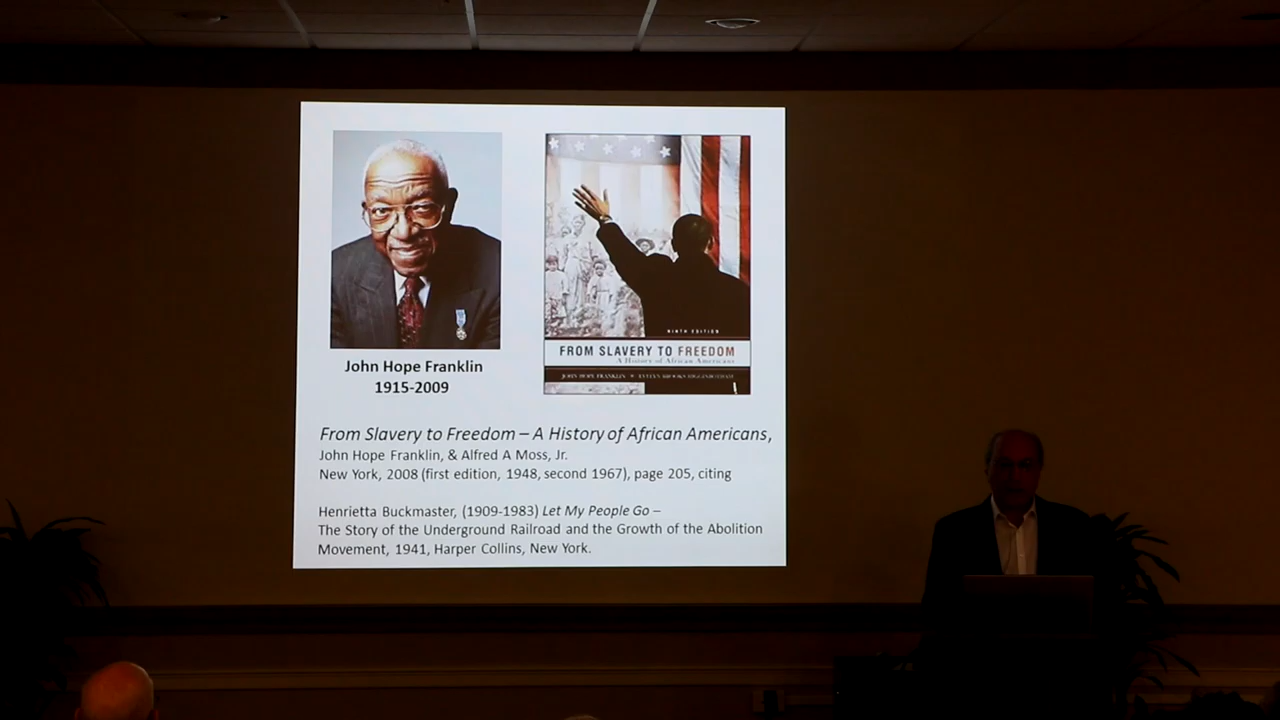 John Hope Franklin
1915-2009
NINTH EDITION
FROM SLAVERY TO FREEDOM
A History of African Americans
JOHN HOPE FRANKLIN • EVELYN BROOKS HIGGINBOTHAM
From Slavery to Freedom – A History of African Americans,
John Hope Franklin, & Alfred A Moss, Jr.
New York, 2008 (first edition, 1948, second 1967), page 205, citing
Henrietta Buckmaster, (1909-1983) Let My People Go –
The Story of the Underground Railroad and the Growth of the Abolition
Movement, 1941, Harper Collins, New York.